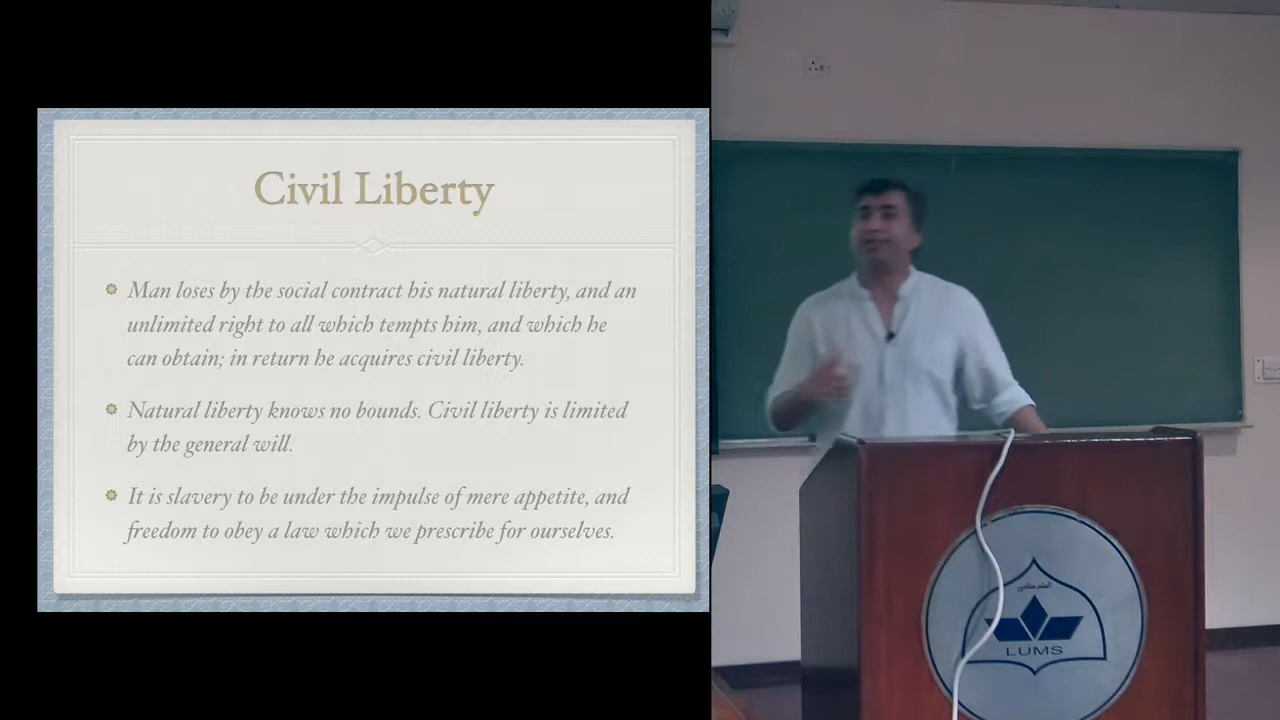 Civil Liberty
Man loses by the social contract his natural liberty, and an
unlimited right to all which tempts him, and which he
can obtain; in return he acquires civil liberty.
Natural liberty knows no bounds. Civil liberty is limited
by the general will.
It is slavery to be under the impulse of mere appetite, and
freedom to obey a law which we prescribe for ourselves.
LUMS